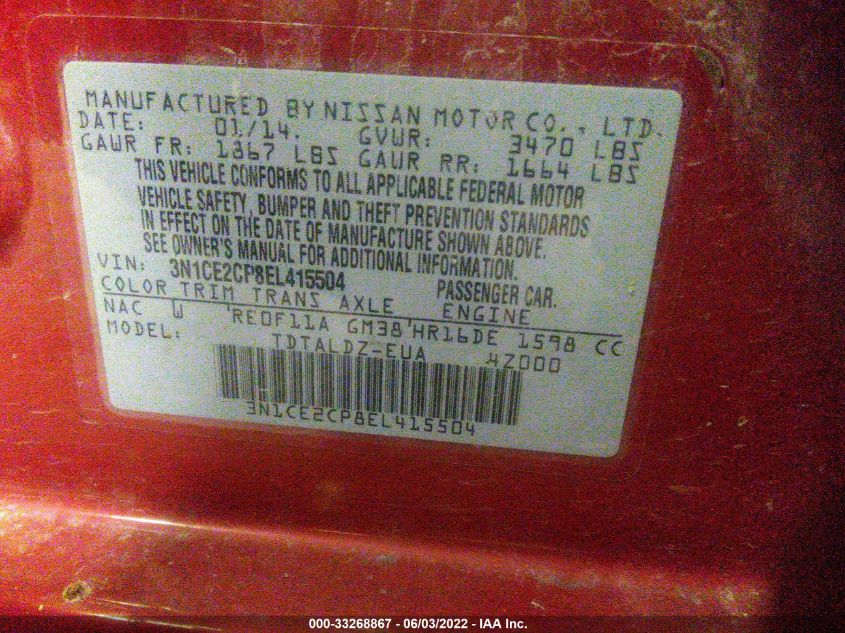 MANUFACTURED BY NISSAN MOTOR CO., LTD.
DATE: 01/14. GVWR: 3470 LBS
GAWR FR: 1867 LBS GAWR RR: 1664 LBS
THIS VEHICLE CONFORMS TO ALL APPLICABLE FEDERAL MOTOR
VEHICLE SAFETY, BUMPER AND THEFT PREVENTION STANDARDS
IN EFFECT ON THE DATE OF MANUFACTURE SHOWN ABOVE.
SEE OWNER'S MANUAL FOR ADDITIONAL INFORMATION.
VIN: 3N1CE2CP8EL415504 PASSENGER CAR.
COLOR TRIM TRANS AXLE ENGINE
NAC W RE0F11A GM38 HR16DE 1598 CC
MODEL: TDTALDZ-EUA 4Z000
3N1CE2CP8EL415504
000-33268867 - 06/03/2022 - IAA Inc.